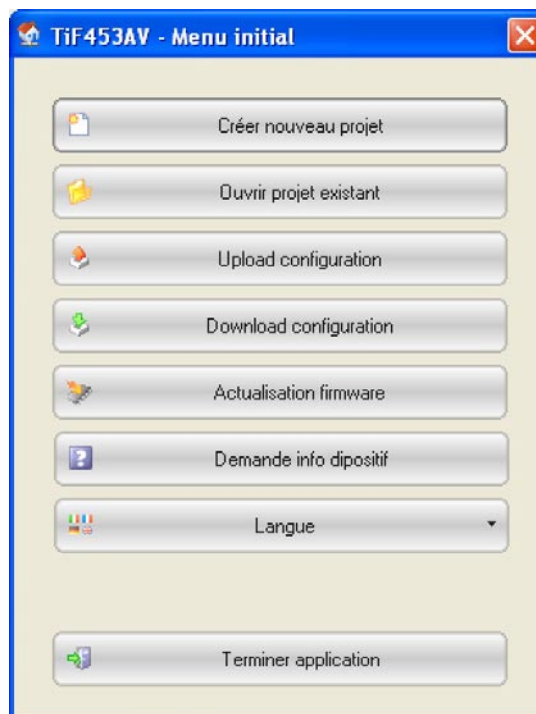 TiF453AV - Menu initial
Créer nouveau projet
Ouvrir projet existant
Upload configuration
Download configuration
Actualisation firmware
Demande info dipositif
Langue
Terminer application